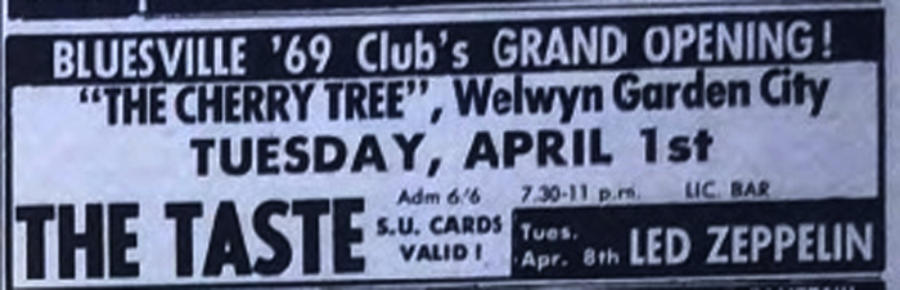 BLUESVILLE '69 Club's GRAND OPENING!
"THE CHERRY TREE", Welwyn Garden City
TUESDAY, APRIL 1st
Adm 6/6 7.30-11 p.m. LIC. BAR
THE TASTE
S.U. CARDS
VALID!
Tues.
Apr. 8th
LED ZEPPELIN